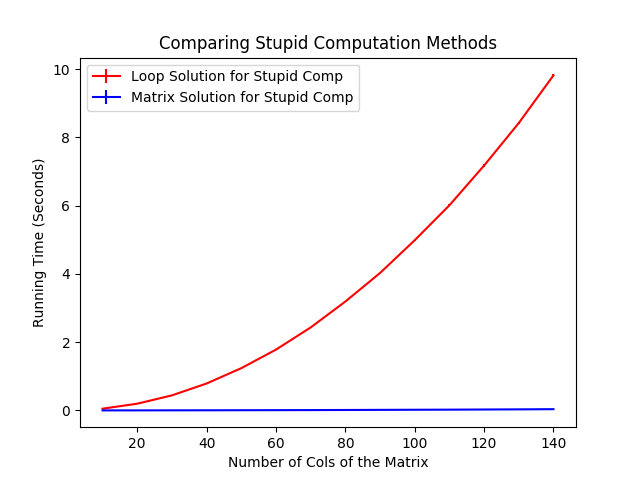 Comparing Stupid Computation Methods
Loop Solution for Stupid Comp
Matrix Solution for Stupid Comp
10
8
6
4
2
0
Running Time (Seconds)
20 40 60 80 100 120 140
Number of Cols of the Matrix